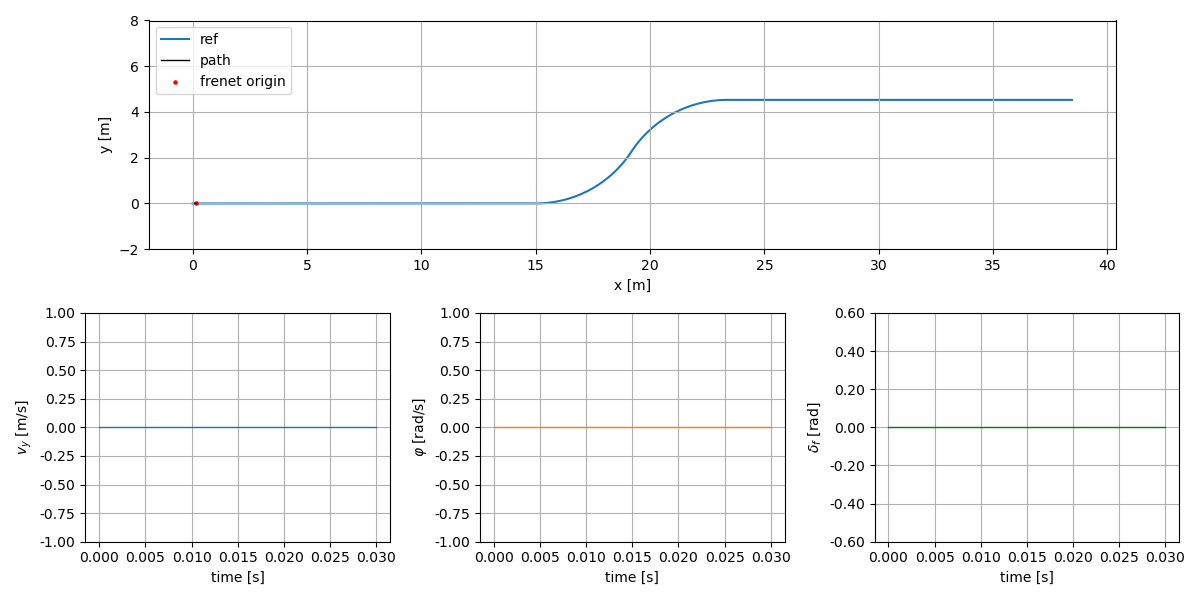 8
6
4
2
0
−2
y [m]
ref
path
frenet origin
0 5 10 15 20 25 30 35 40
x [m]
1.00
0.75
0.50
0.25
0.00
-0.25
-0.50
-0.75
-1.00
v_y [m/s]
0.000 0.005 0.010 0.015 0.020 0.025 0.030
time [s]
1.00
0.75
0.50
0.25
0.00
-0.25
-0.50
-0.75
-1.00
φ [rad/s]
0.000 0.005 0.010 0.015 0.020 0.025 0.030
time [s]
0.60
0.40
0.20
0.00
-0.20
-0.40
-0.60
δ_f [rad]
0.000 0.005 0.010 0.015 0.020 0.025 0.030
time [s]